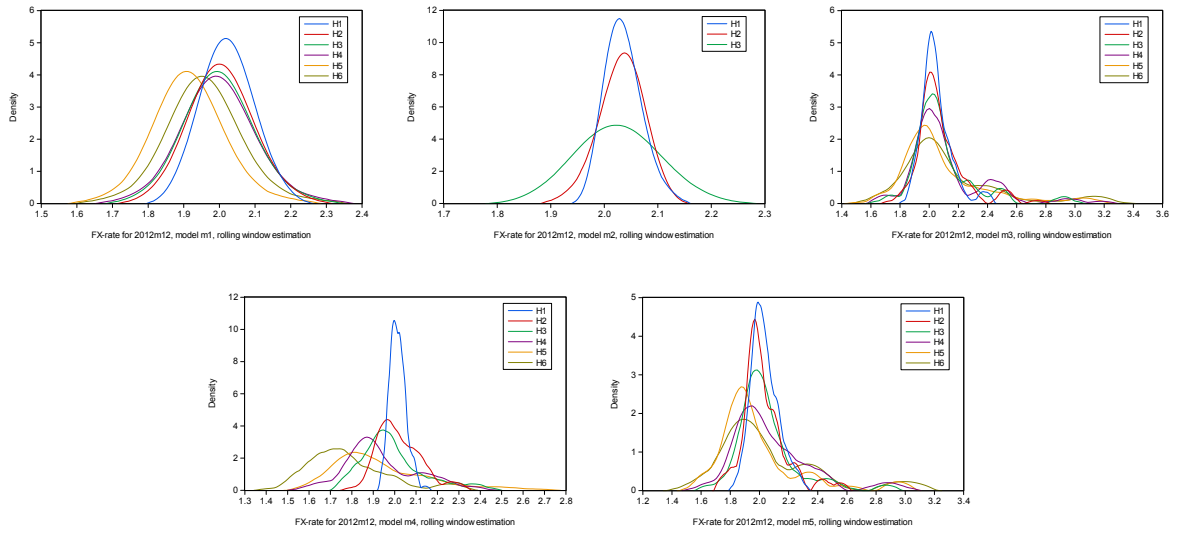 6
5
4
3
2
1
0
Density
1.5 1.6 1.7 1.8 1.9 2.0 2.1 2.2 2.3 2.4
H1
H2
H3
H4
H5
H6
FX-rate for 2012m12, model m1, rolling window estimation
12
10
8
6
4
2
0
Density
1.7 1.8 1.9 2.0 2.1 2.2 2.3
H1
H2
H3
FX-rate for 2012m12, model m2, rolling window estimation
6
5
4
3
2
1
0
Density
1.4 1.6 1.8 2.0 2.2 2.4 2.6 2.8 3.0 3.2 3.4 3.6
H1
H2
H3
H4
H5
H6
FX-rate for 2012m12, model m3, rolling window estimation
12
10
8
6
4
2
0
Density
1.3 1.4 1.5 1.6 1.7 1.8 1.9 2.0 2.1 2.2 2.3 2.4 2.5 2.6 2.7 2.8
H1
H2
H3
H4
H5
H6
FX-rate for 2012m12, model m4, rolling window estimation
5
4
3
2
1
0
Density
1.2 1.4 1.6 1.8 2.0 2.2 2.4 2.6 2.8 3.0 3.2 3.4
H1
H2
H3
H4
H5
H6
FX-rate for 2012m12, model m5, rolling window estimation